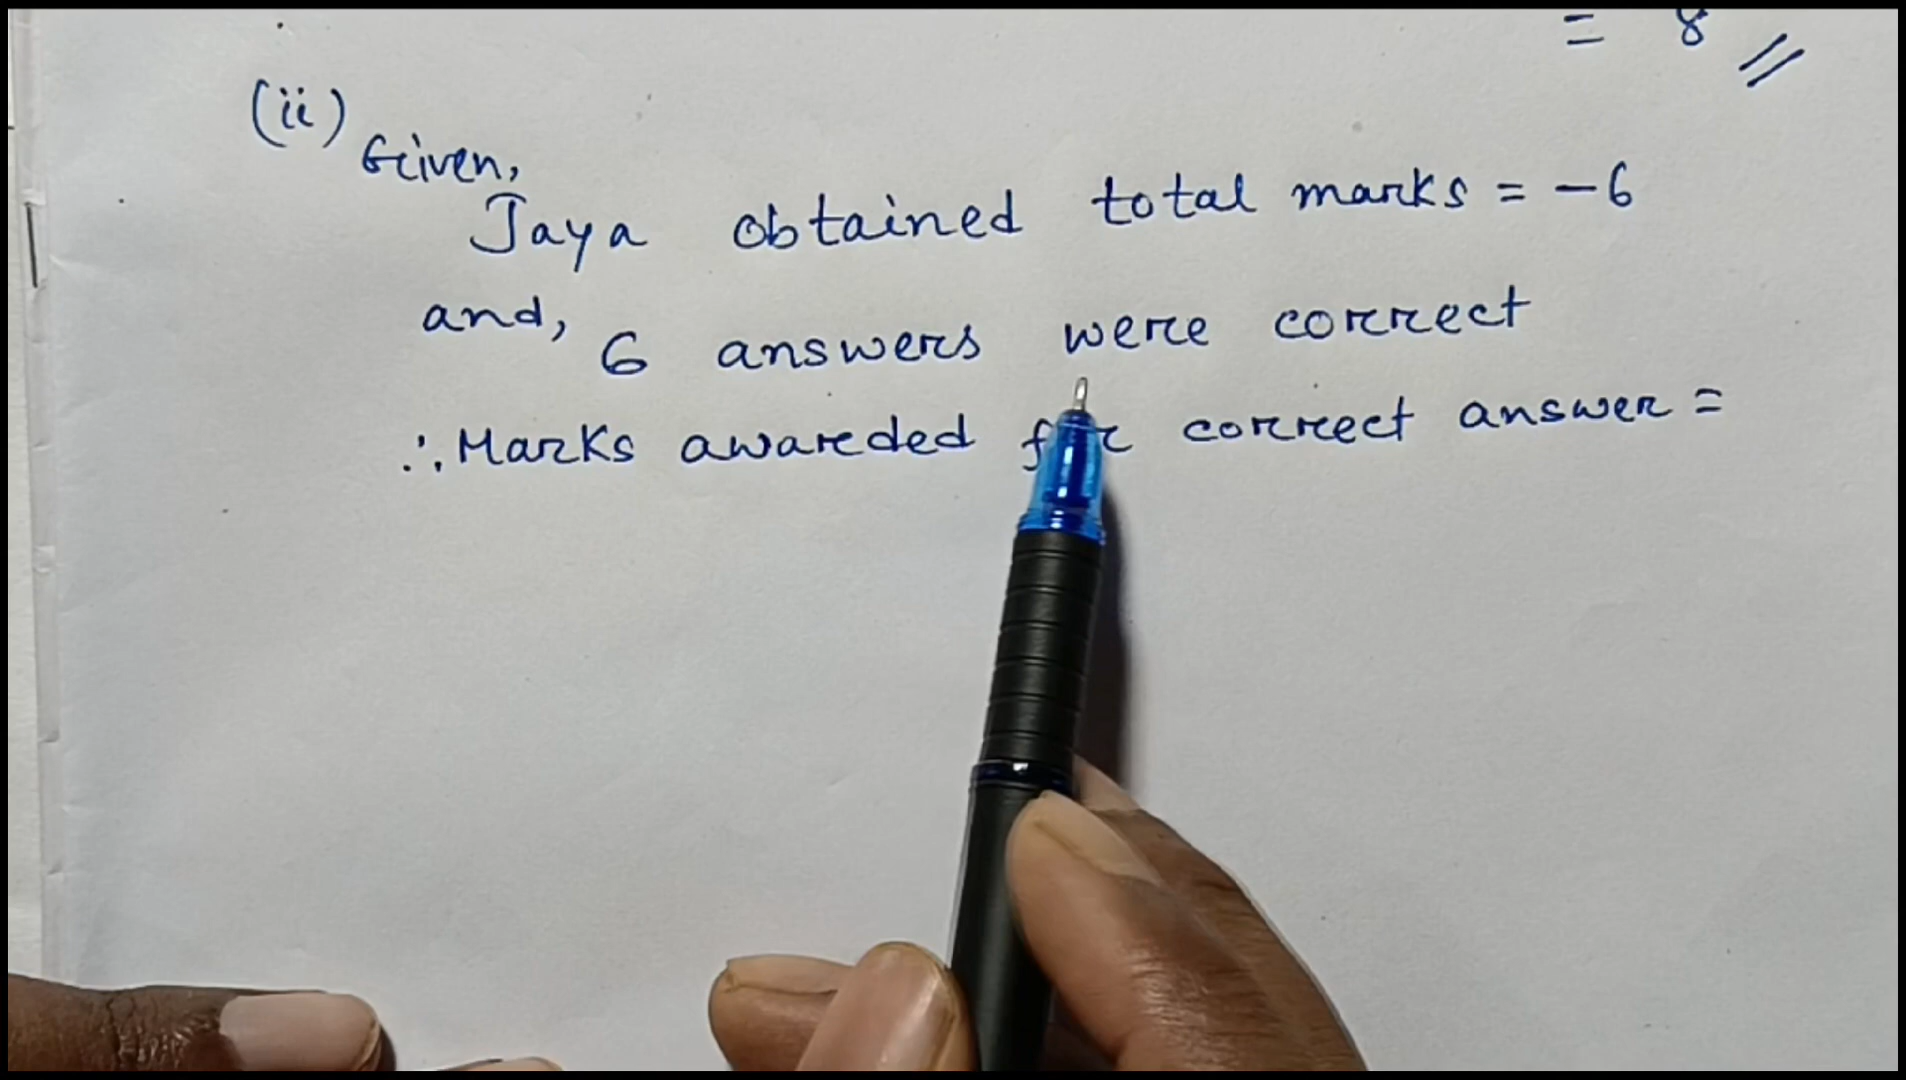 = 8 //
(ii) Given,
Jaya obtained total marks = -6
and, 6 answers were correct
∴ Marks awarded for correct answer =